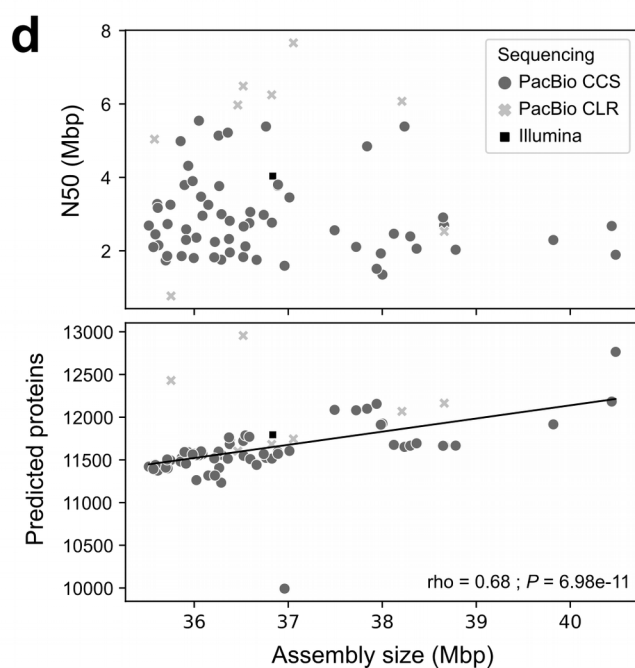 d
8
6
4
2
N50 (Mbp)
Sequencing
PacBio CCS
PacBio CLR
Illumina
13000
12500
12000
11500
11000
10500
10000
Predicted proteins
rho = 0.68 ; P = 6.98e-11
36 37 38 39 40
Assembly size (Mbp)